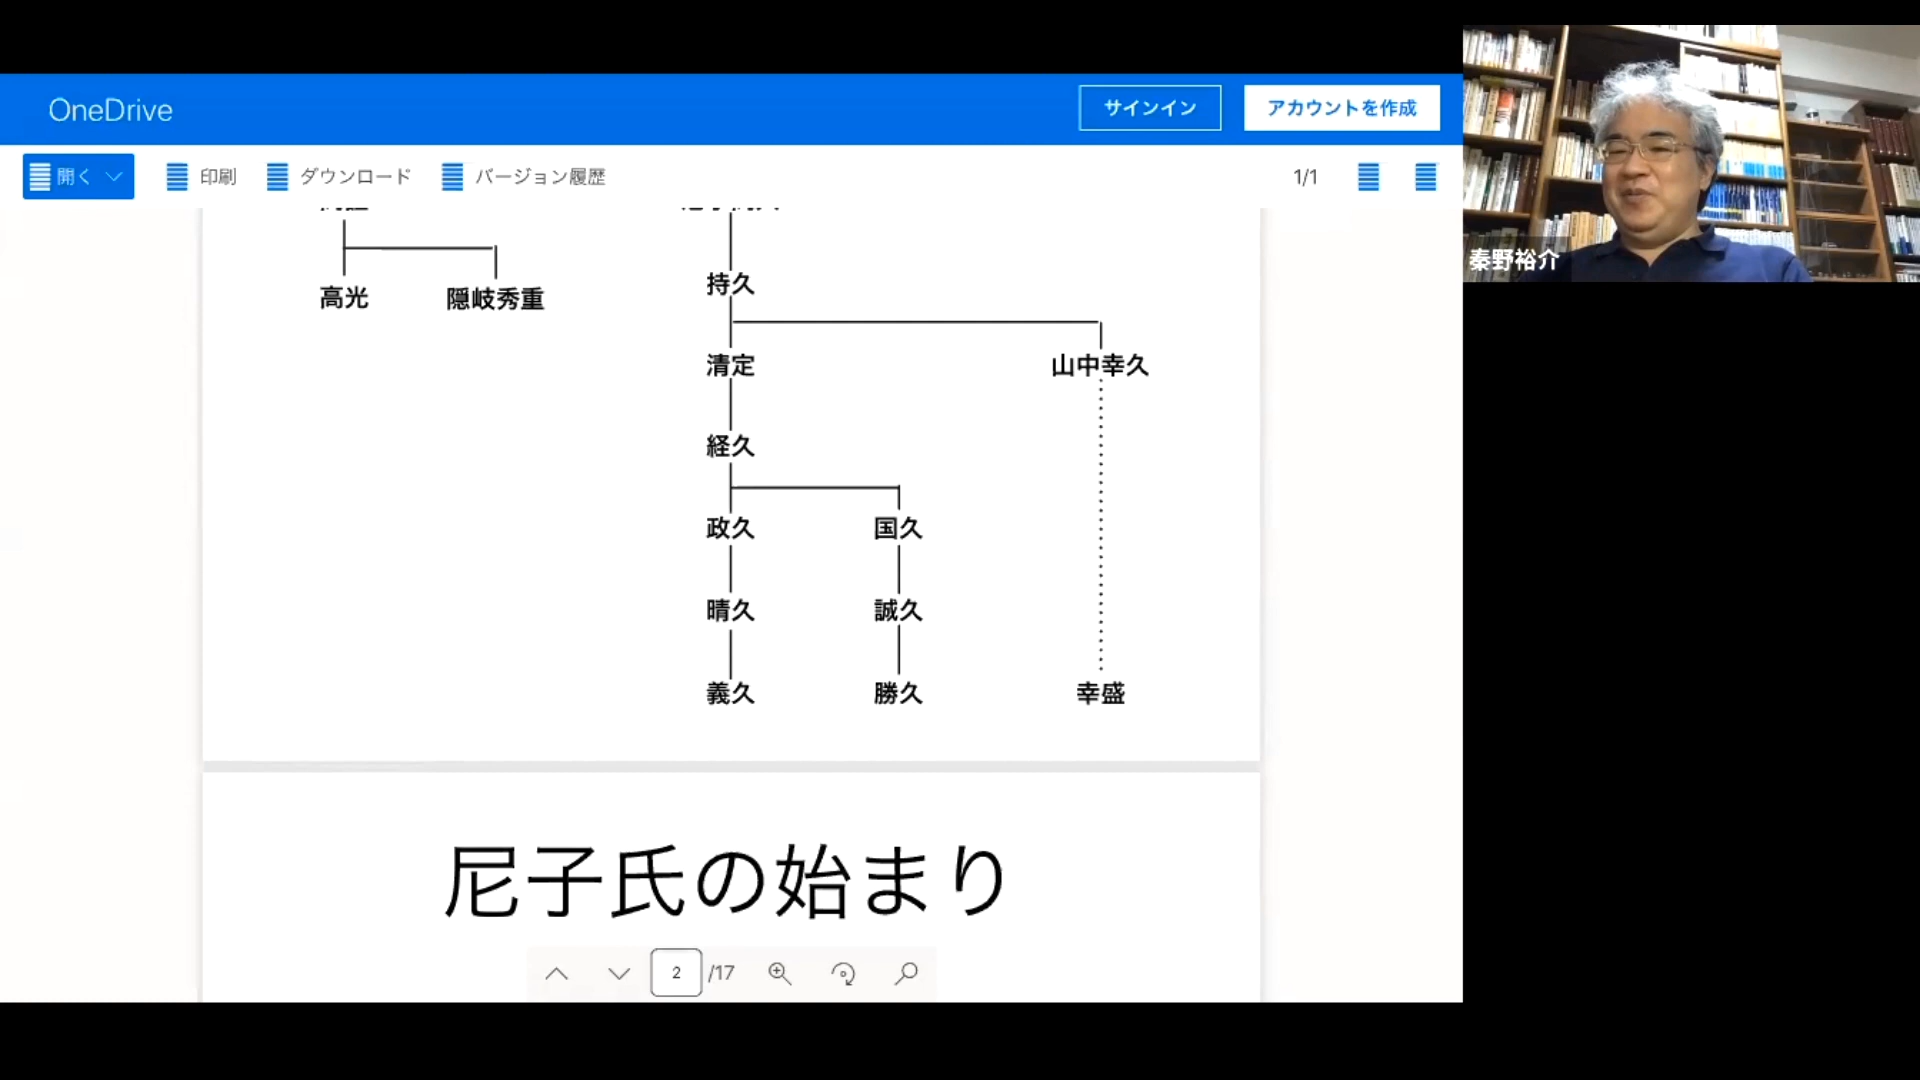 OneDrive
サインイン
アカウントを作成
開く
印刷
ダウンロード
バージョン履歴
1/1
秦野裕介
高光
隠岐秀重
持久
清定
山中幸久
経久
政久
国久
晴久
誠久
義久
勝久
幸盛
尼子氏の始まり
2 /17